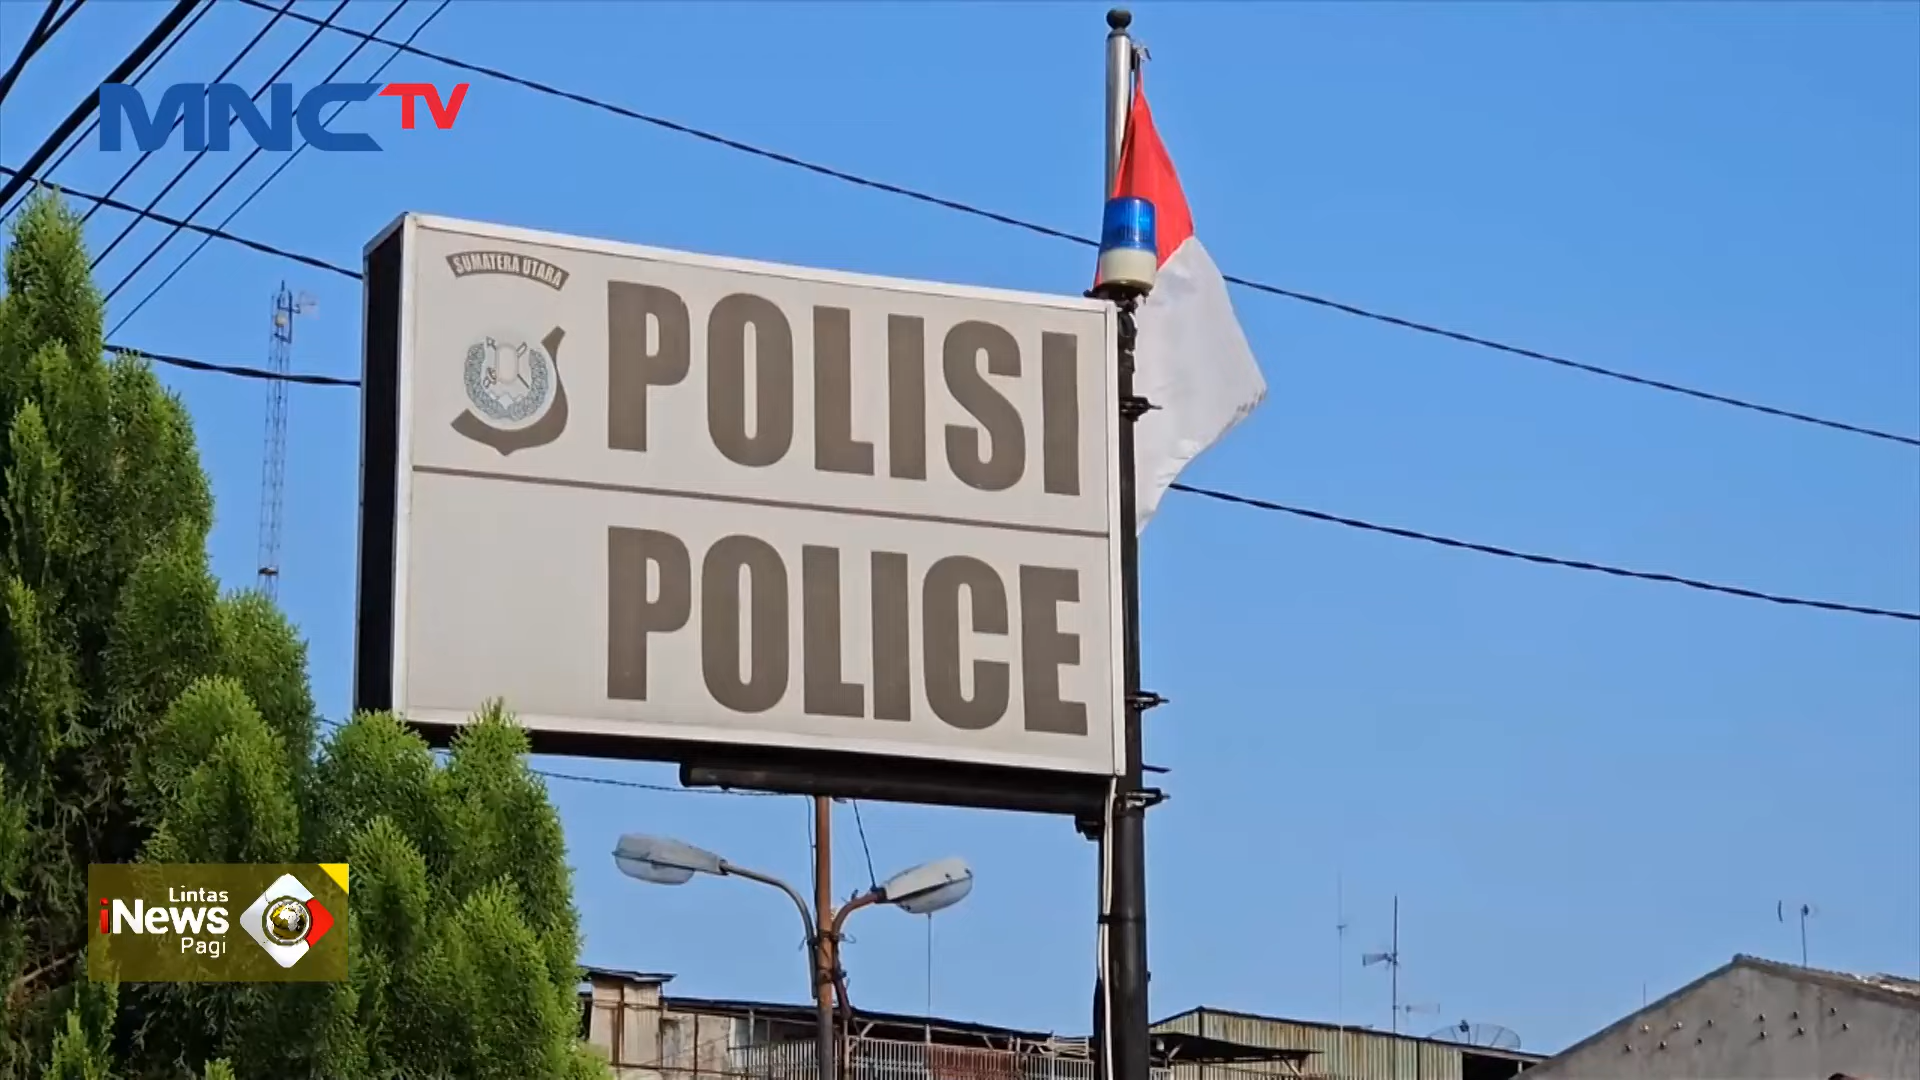 MNCTV
SUMATERA UTARA
POLISI
POLICE
Lintas
iNews
Pagi